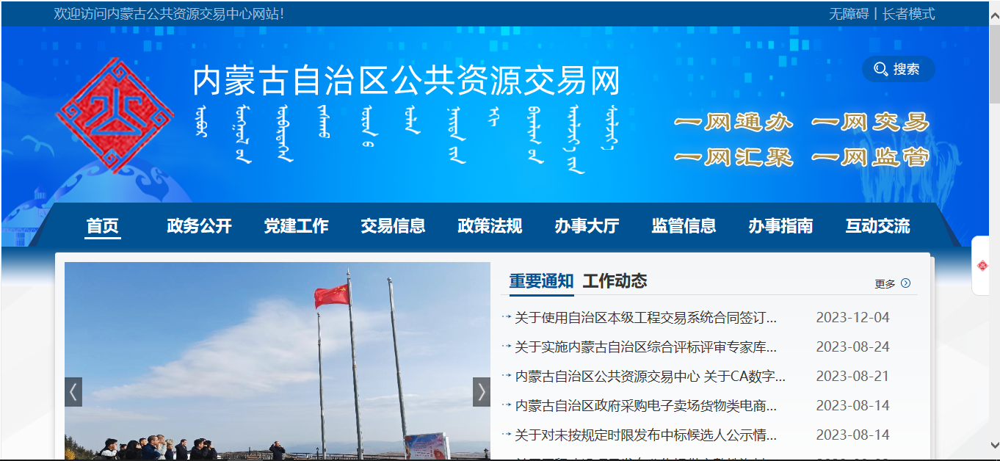 欢迎访问内蒙古公共资源交易中心网站！
无障碍 | 长者模式
内蒙古自治区公共资源交易网
搜索
一网通办 一网交易
一网汇聚 一网监管
首页 政务公开 党建工作 交易信息 政策法规 办事大厅 监管信息 办事指南 互动交流
重要通知 工作动态
更多
关于使用自治区本级工程交易系统合同签订... 2023-12-04
关于实施内蒙古自治区综合评标评审专家库... 2023-08-24
内蒙古自治区公共资源交易中心 关于CA数字... 2023-08-21
内蒙古自治区政府采购电子卖场货物类电商... 2023-08-14
关于对未按规定时限发布中标候选人公示情... 2023-08-14